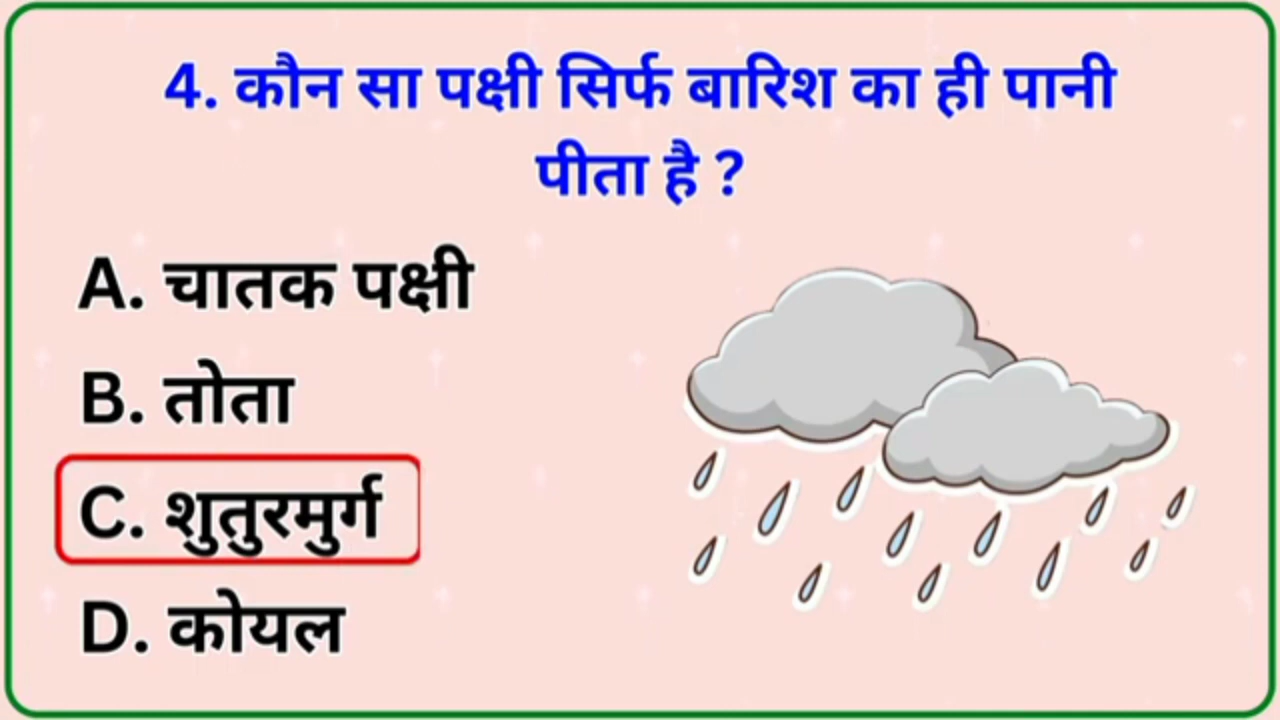 4. कौन सा पक्षी सिर्फ बारिश का ही पानी
पीता है ?
A. चातक पक्षी
B. तोता
C. शुतुरमुर्ग
D. कोयल